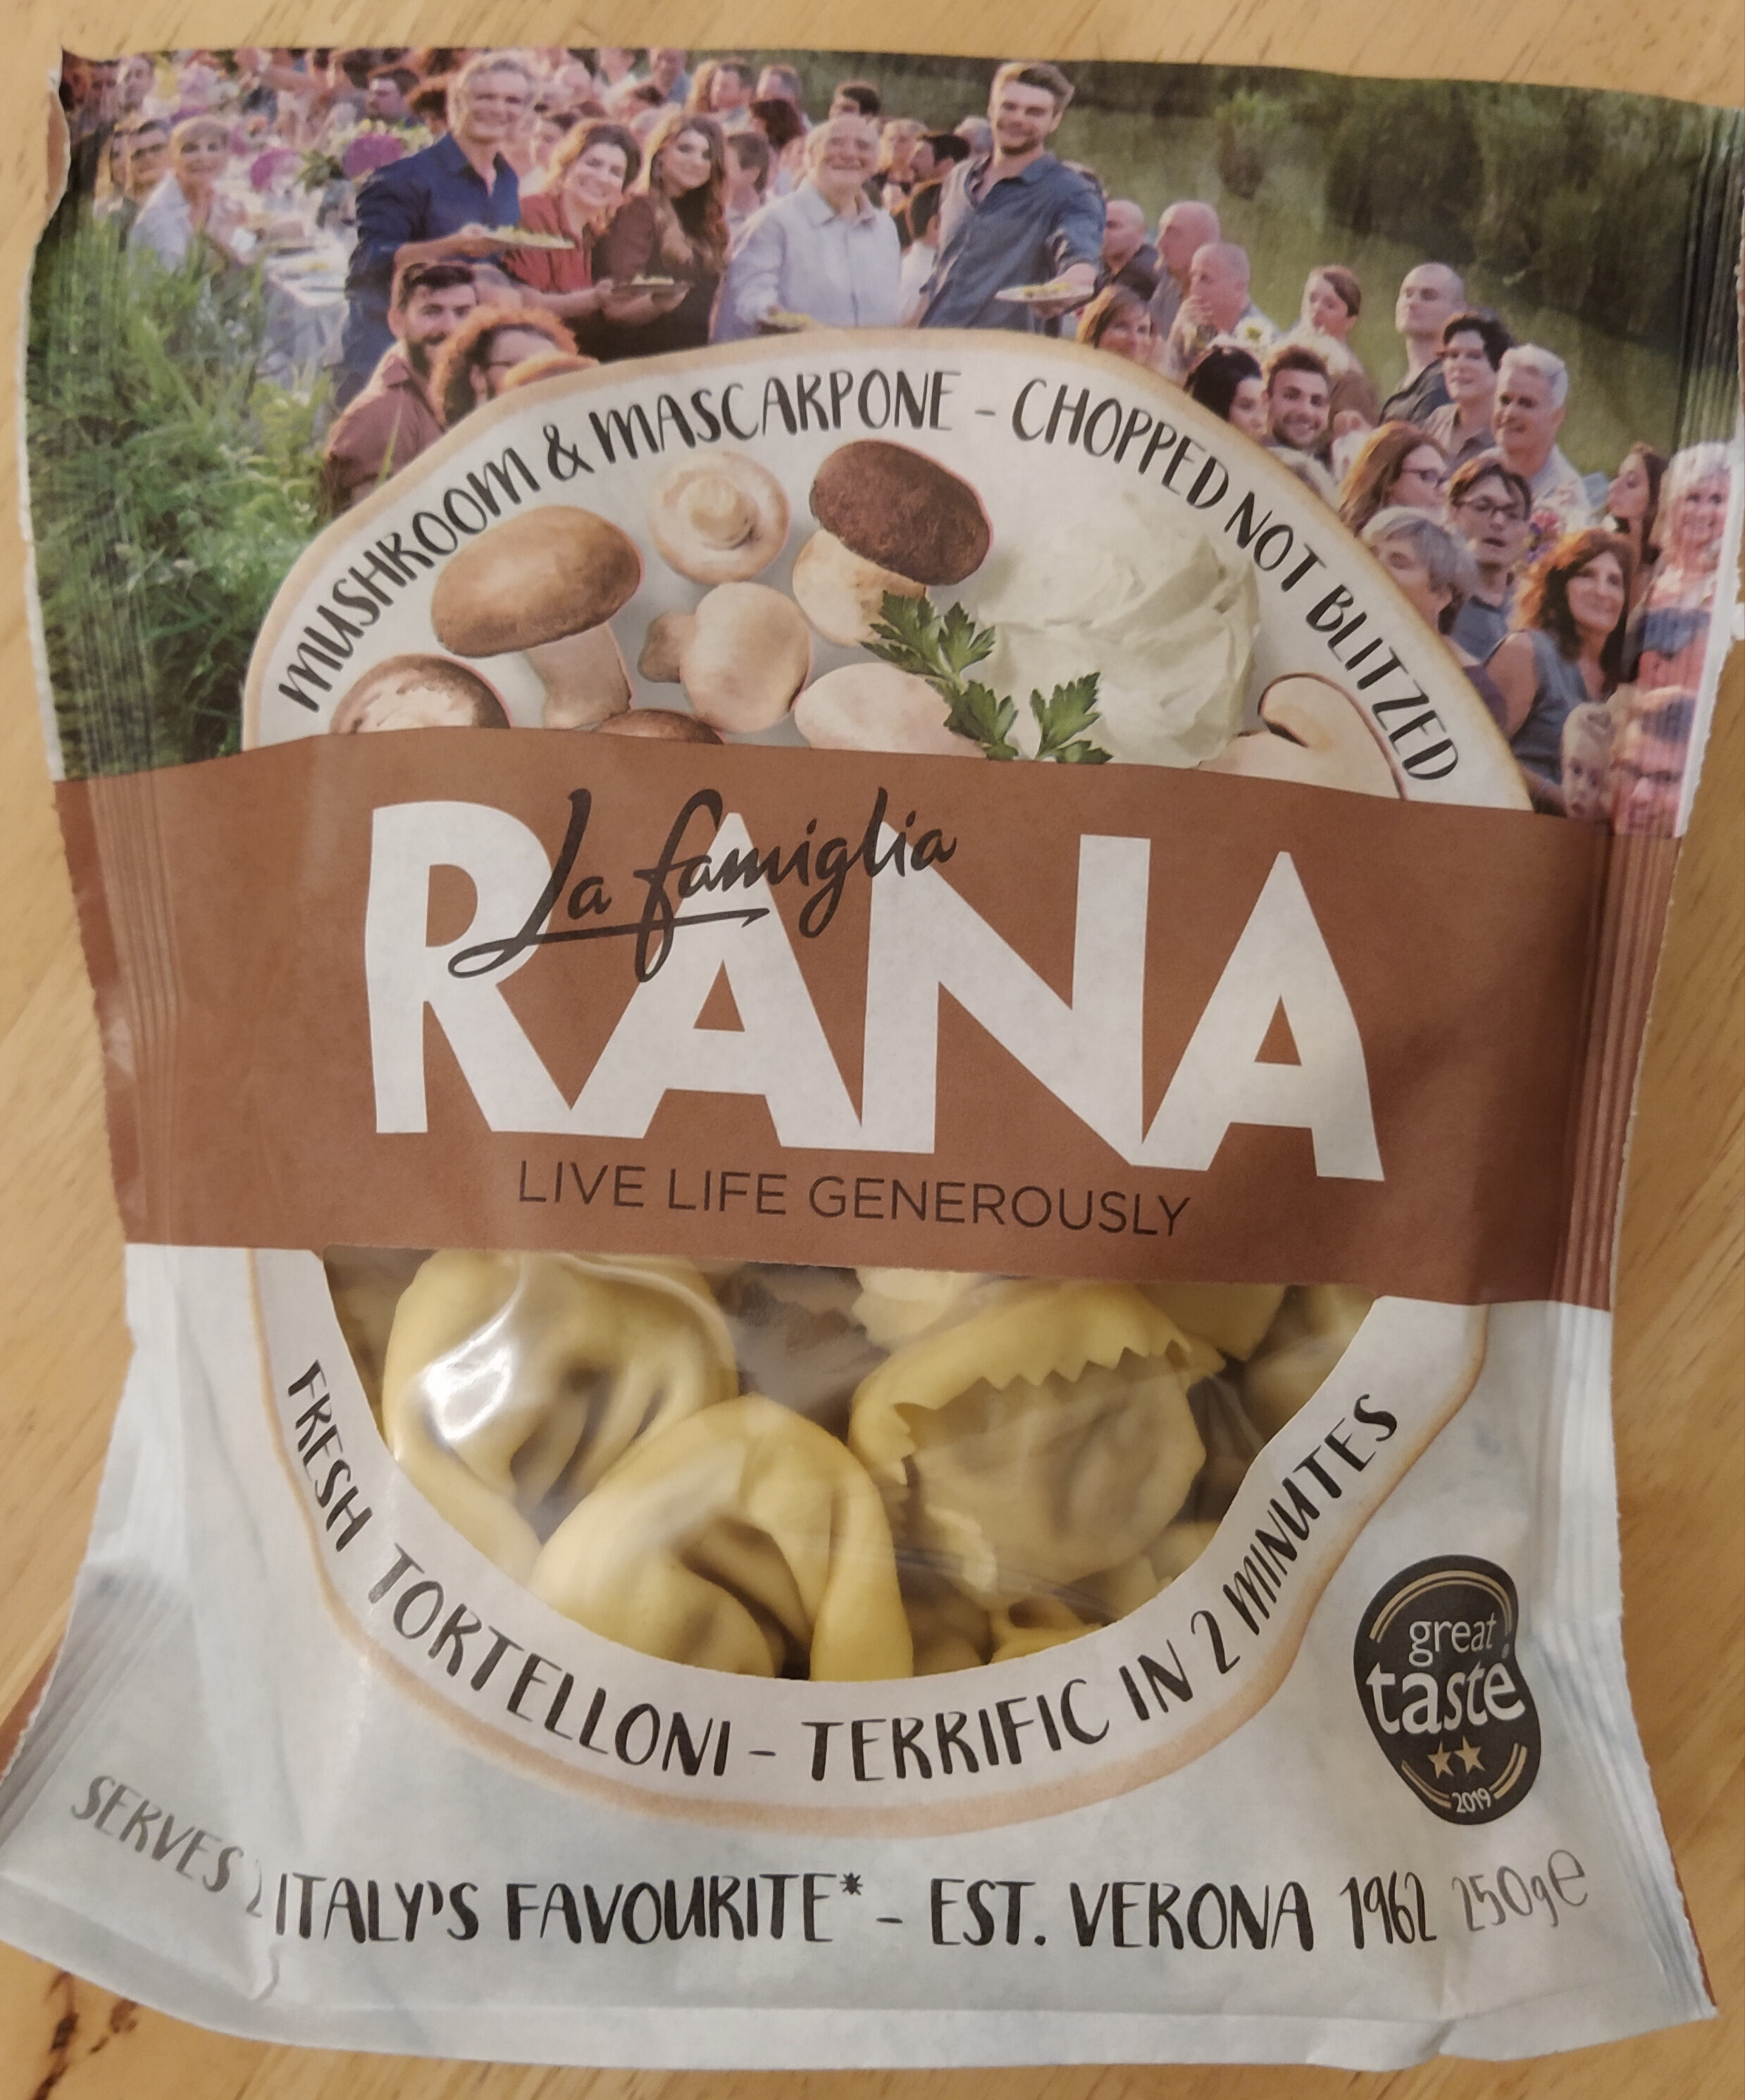 MUSHROOM & MASCARPONE - CHOPPED NOT BLITZED
La famiglia
RANA
LIVE LIFE GENEROUSLY
FRESH TORTELLONI - TERRIFIC IN 2 MINUTES
great
taste
2019
SERVES 2
ITALY'S FAVOURITE* - EST. VERONA 1962
250g e